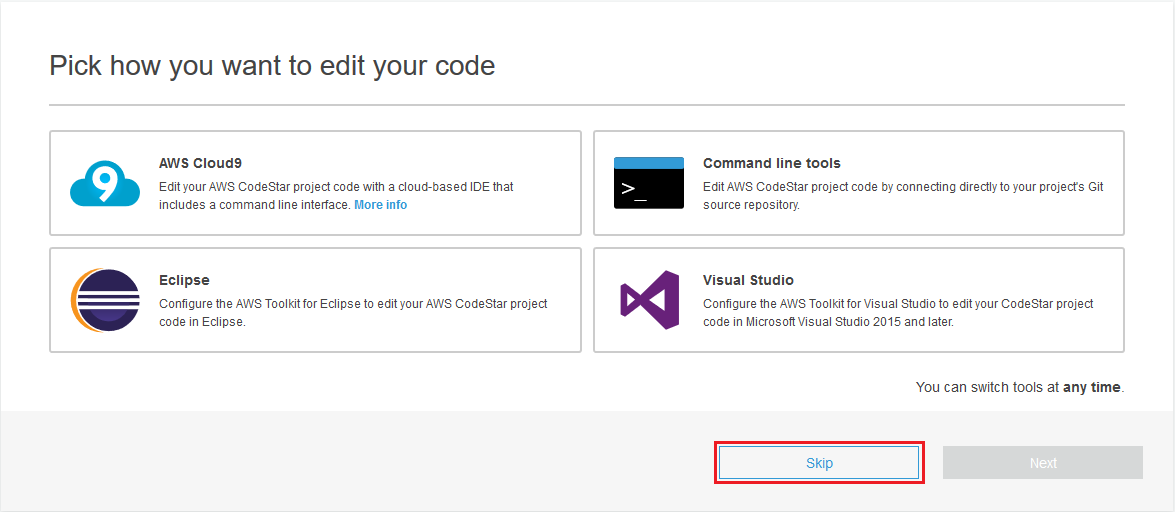 Pick how you want to edit your code
9
AWS Cloud9
Edit your AWS CodeStar project code with a cloud-based IDE that
includes a command line interface. More info
>_
Command line tools
Edit AWS CodeStar project code by connecting directly to your project's Git
source repository.
Eclipse
Configure the AWS Toolkit for Eclipse to edit your AWS CodeStar project
code in Eclipse.
Visual Studio
Configure the AWS Toolkit for Visual Studio to edit your CodeStar project
code in Microsoft Visual Studio 2015 and later.
You can switch tools at any time.
Skip
Next